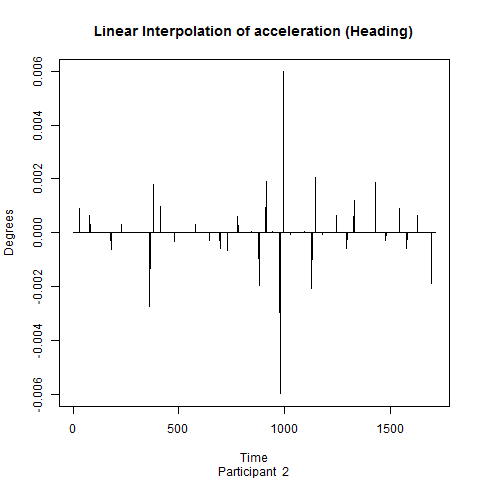 Linear Interpolation of acceleration (Heading)
Degrees
0.006
0.004
0.002
0.000
-0.002
-0.004
-0.006
0 500 1000 1500
Time
Participant 2